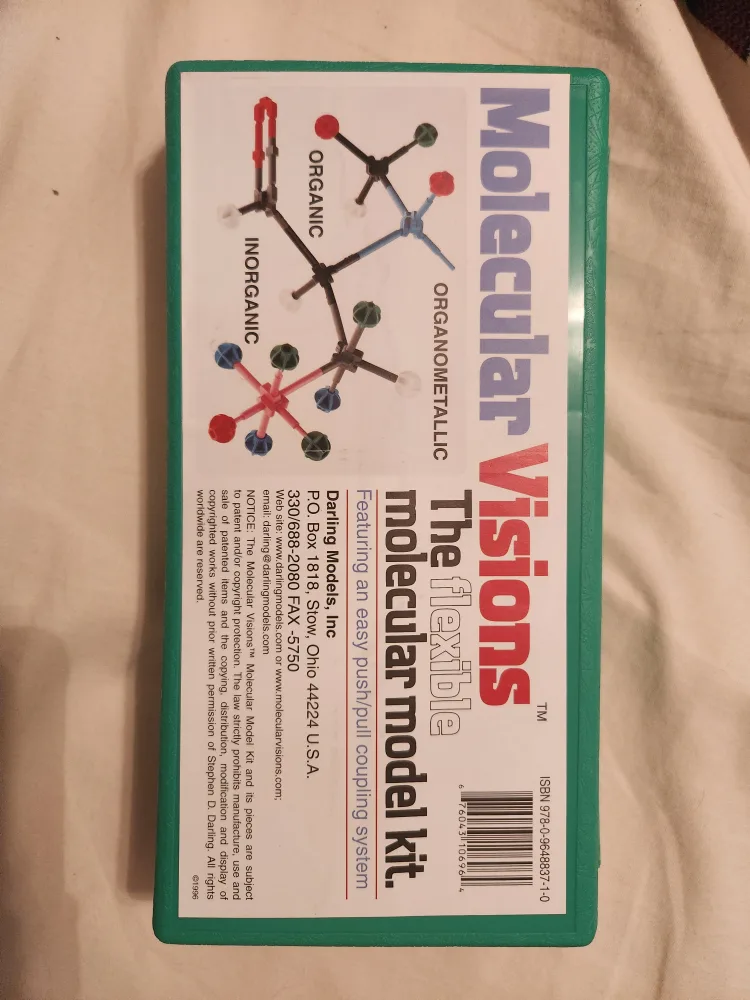 Molecular Visions™
The flexible
molecular model kit.
Featuring an easy push/pull coupling system
ORGANOMETALLIC
ORGANIC
INORGANIC
Darling Models, Inc
P.O. Box 1818, Stow, Ohio 44224 U.S.A.
330/688-2080 FAX -5750
Web site: www.darlingmodels.com or www.molecularvisions.com;
email: darling@darlingmodels.com
NOTICE: The Molecular Visions™ Molecular Model Kit and its pieces are subject
to patent and/or copyright protection. The law strictly prohibits manufacture, use and
sale of patented items and the copying, distribution, modification and display of
copyrighted works without prior written permission of Stephen D. Darling. All rights
worldwide are reserved.
©1996
ISBN 978-0-9648837-1-0
6 76043 10696 4